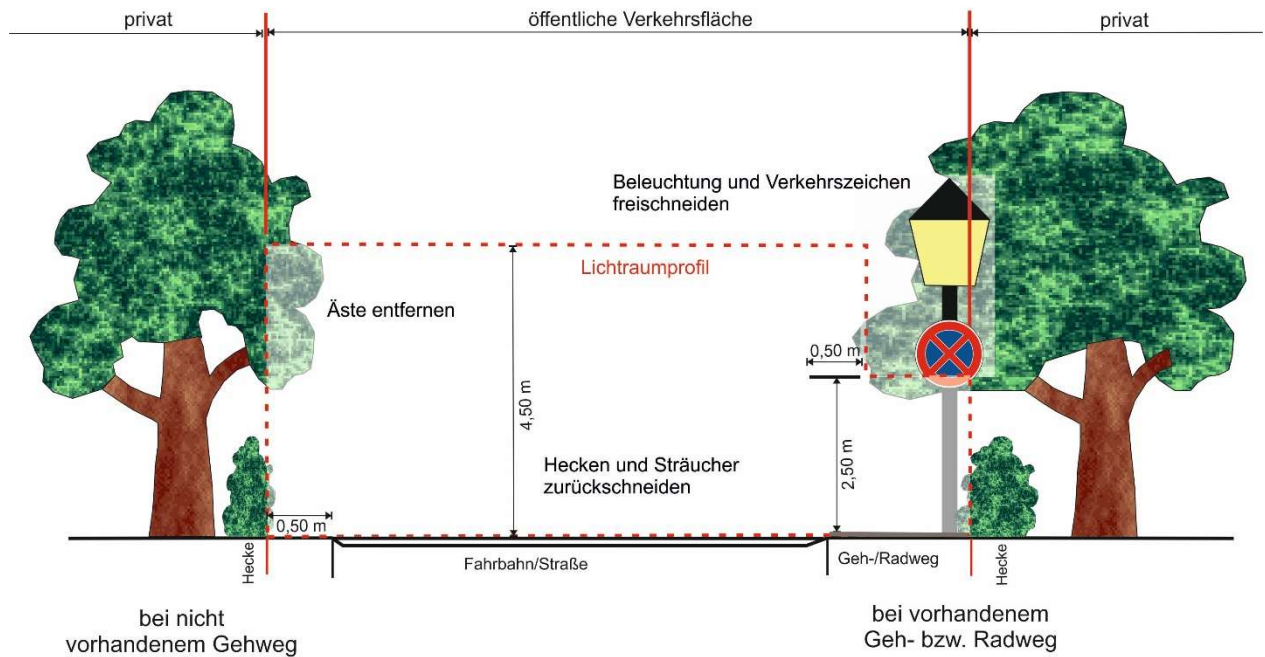 privat
öffentliche Verkehrsfläche
privat
Beleuchtung und Verkehrszeichen
freischneiden
Lichtraumprofil
Äste entfernen
0,50 m
4,50 m
2,50 m
Hecken und Sträucher
zurückschneiden
0,50 m
Hecke
Fahrbahn/Straße
Geh-/Radweg
Hecke
bei nicht
vorhandenem Gehweg
bei vorhandenem
Geh- bzw. Radweg